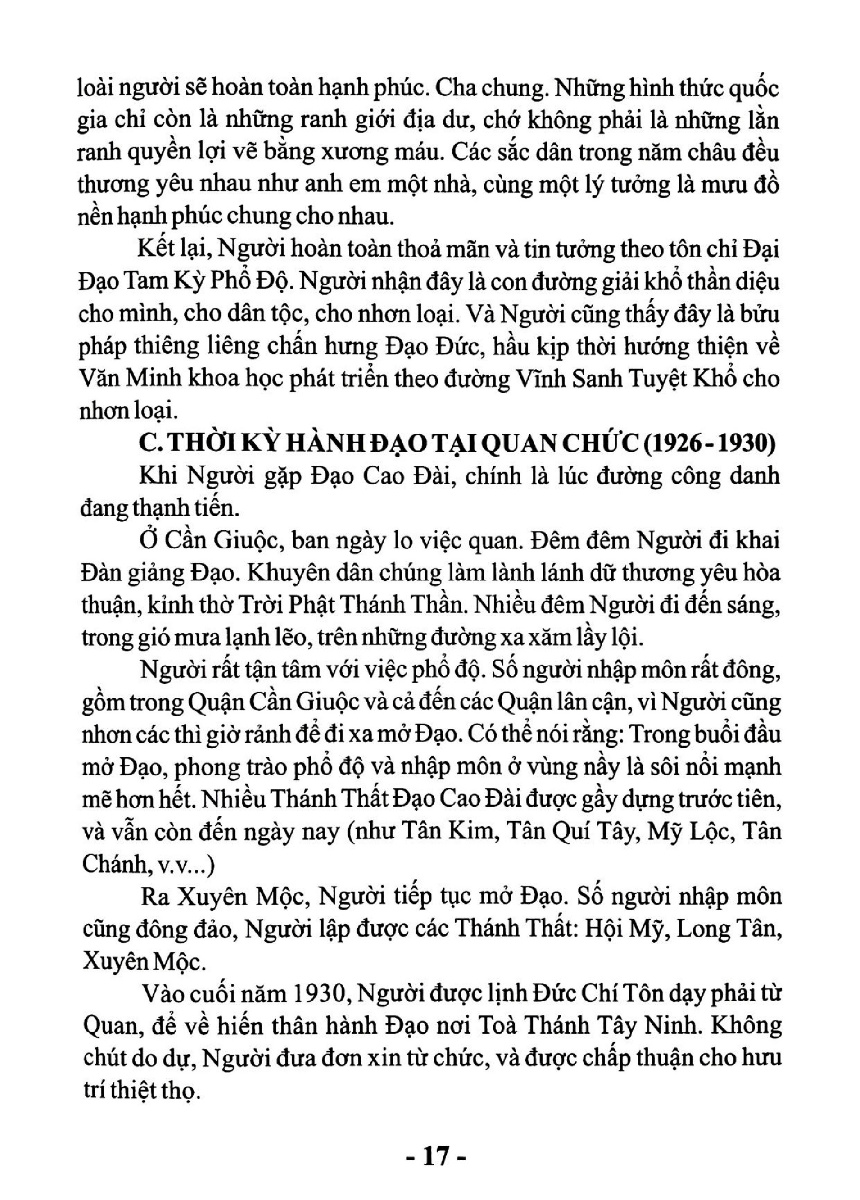 loài người sẽ hoàn toàn hạnh phúc. Cha chung. Những hình thức quốc
gia chỉ còn là những ranh giới địa dư, chớ không phải là những lằn
ranh quyền lợi vẽ bằng xương máu. Các sắc dân trong năm châu đều
thương yêu nhau như anh em một nhà, cùng một lý tưởng là mưu đồ
nền hạnh phúc chung cho nhau.
Kết lại, Người hoàn toàn thoả mãn và tin tưởng theo tôn chỉ Đại
Đạo Tam Kỳ Phổ Độ. Người nhận đây là con đường giải khổ thần diệu
cho mình, cho dân tộc, cho nhơn loại. Và Người cũng thấy đây là bửu
pháp thiêng liêng chấn hưng Đạo Đức, hầu kịp thời hướng thiện về
Văn Minh khoa học phát triển theo đường Vĩnh Sanh Tuyệt Khổ cho
nhơn loại.
C. THỜI KỲ HÀNH ĐẠO TẠI QUAN CHỨC (1926 - 1930)
Khi Người gặp Đạo Cao Đài, chính là lúc đường công danh
đang thạnh tiến.
Ở Cần Giuộc, ban ngày lo việc quan. Đêm đêm Người đi khai
Đàn giảng Đạo. Khuyên dân chúng làm lành lánh dữ thương yêu hòa
thuận, kỉnh thờ Trời Phật Thánh Thần. Nhiều đêm Người đi đến sáng,
trong gió mưa lạnh lẽo, trên những đường xa xăm lầy lội.
Người rất tận tâm với việc phổ độ. Số người nhập môn rất đông,
gồm trong Quận Cần Giuộc và cả đến các Quận lân cận, vì Người cũng
nhơn các thì giờ rảnh để đi xa mở Đạo. Có thể nói rằng: Trong buổi đầu
mở Đạo, phong trào phổ độ và nhập môn ở vùng nầy là sôi nổi mạnh
mẽ hơn hết. Nhiều Thánh Thất Đạo Cao Đài được gầy dựng trước tiên,
và vẫn còn đến ngày nay (như Tân Kim, Tân Quí Tây, Mỹ Lộc, Tân
Chánh, v.v...)
Ra Xuyên Mộc, Người tiếp tục mở Đạo. Số người nhập môn
cũng đông đảo, Người lập được các Thánh Thất: Hội Mỹ, Long Tân,
Xuyên Mộc.
Vào cuối năm 1930, Người được lịnh Đức Chí Tôn dạy phải từ
Quan, để về hiến thân hành Đạo nơi Toà Thánh Tây Ninh. Không
chút do dự, Người đưa đơn xin từ chức, và được chấp thuận cho hưu
trí thiệt thọ.
- 17 -